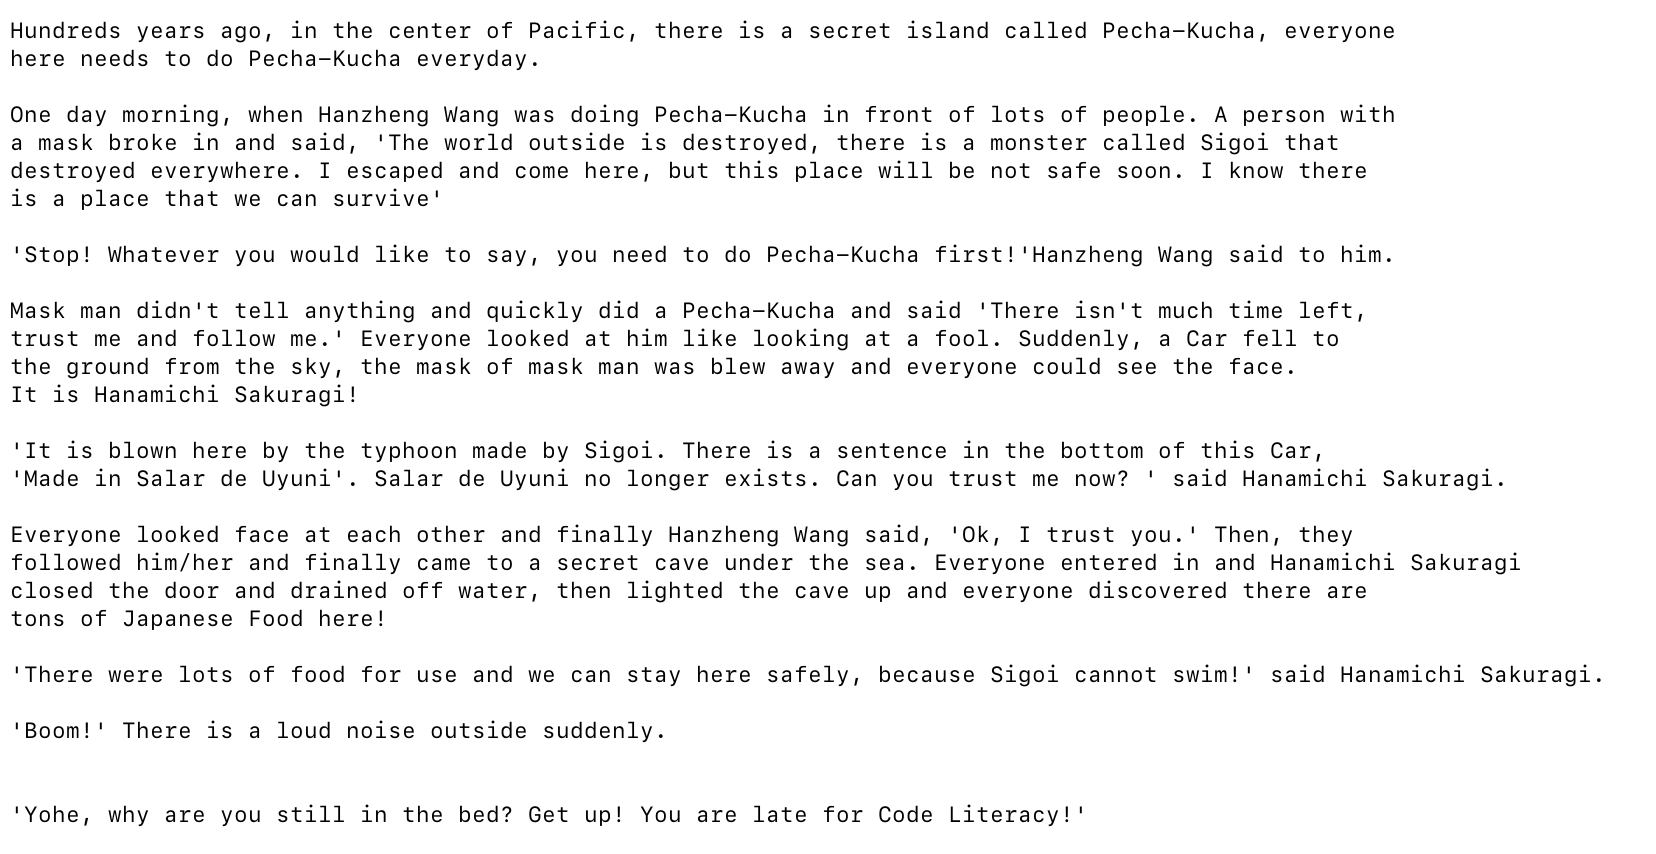 Hundreds years ago, in the center of Pacific, there is a secret island called Pecha-Kucha, everyone
here needs to do Pecha-Kucha everyday.
One day morning, when Hanzheng Wang was doing Pecha-Kucha in front of lots of people. A person with
a mask broke in and said, 'The world outside is destroyed, there is a monster called Sigoi that
destroyed everywhere. I escaped and come here, but this place will be not safe soon. I know there
is a place that we can survive'
'Stop! Whatever you would like to say, you need to do Pecha-Kucha first!'Hanzheng Wang said to him.
Mask man didn't tell anything and quickly did a Pecha-Kucha and said 'There isn't much time left,
trust me and follow me.' Everyone looked at him like looking at a fool. Suddenly, a Car fell to
the ground from the sky, the mask of mask man was blew away and everyone could see the face.
It is Hanamichi Sakuragi!
'It is blown here by the typhoon made by Sigoi. There is a sentence in the bottom of this Car,
'Made in Salar de Uyuni'. Salar de Uyuni no longer exists. Can you trust me now? ' said Hanamichi Sakuragi.
Everyone looked face at each other and finally Hanzheng Wang said, 'Ok, I trust you.' Then, they
followed him/her and finally came to a secret cave under the sea. Everyone entered in and Hanamichi Sakuragi
closed the door and drained off water, then lighted the cave up and everyone discovered there are
tons of Japanese Food here!
'There were lots of food for use and we can stay here safely, because Sigoi cannot swim!' said Hanamichi Sakuragi.
'Boom!' There is a loud noise outside suddenly.
'Yohe, why are you still in the bed? Get up! You are late for Code Literacy!'